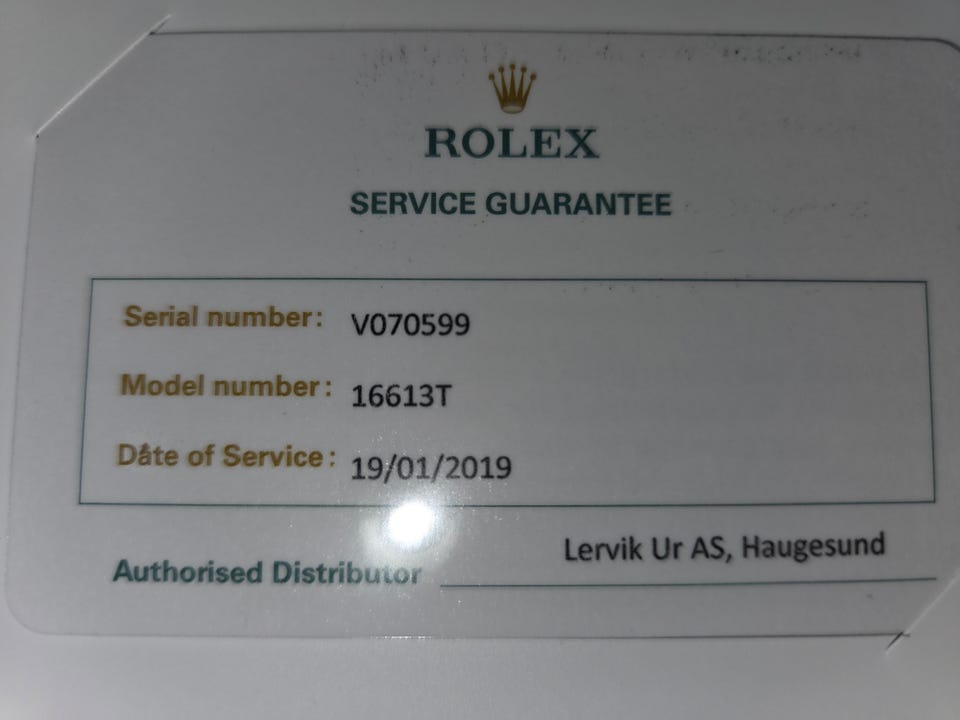 ROLEX
SERVICE GUARANTEE
Serial number: V070599
Model number: 16613T
Date of Service: 19/01/2019
Authorised Distributor Lervik Ur AS, Haugesund